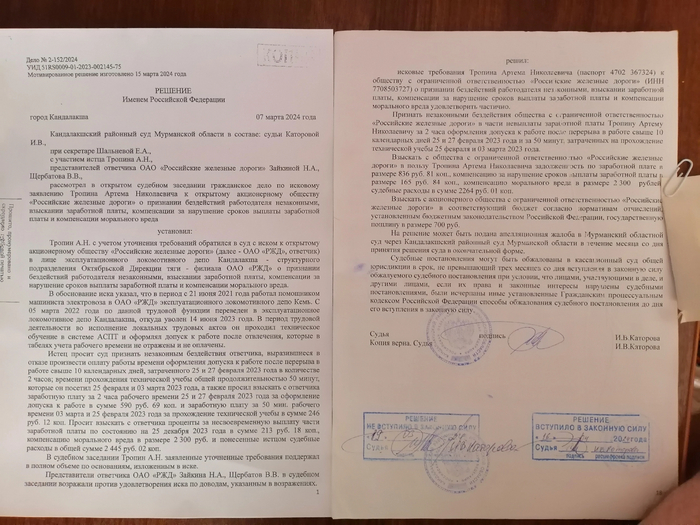 КОПИЯ
Дело № 2-152/2024
УИД 51RS0009-01-2023-002145-75
Мотивированное решение изготовлено 15 марта 2024 года
РЕШЕНИЕ
Именем Российской Федерации
город Кандалакша 07 марта 2024 года
Кандалакшский районный суд Мурманской области в составе: судьи Каторовой
И.В.,
при секретаре Шалыневой Е.А.,
с участием истца Тропина А.Н.,
представителей ответчика ОАО «Российские железные дороги» Зайкиной Н.А.,
Щербатова В.В.,
рассмотрел в открытом судебном заседании гражданское дело по исковому
заявлению Тропина Артема Николаевича к открытому акционерному обществу
«Российские железные дороги» о признании бездействий работодателя незаконными,
взыскании заработной платы, компенсации за нарушение сроков выплаты заработной
платы и компенсации морального вреда
установил:
Тропин А.Н. с учетом уточнения требований обратился в суд с иском к открытому
акционерному обществу «Российские железные дороги» (далее - ОАО «РЖД», ответчик)
в лице эксплуатационного локомотивного депо Кандалакша - структурного
подразделения Октябрьской Дирекции тяги - филиала ОАО «РЖД» о признании
бездействий работодателя незаконными, взыскании заработной платы, компенсации за
нарушение сроков выплаты заработной платы и компенсации морального вреда.
В обоснование иска указал, что в период с 21 июня 2021 года работал помощником
машиниста электровоза в ОАО «РЖД» эксплуатационного локомотивного депо Кемь. С
05 марта 2022 года по данной трудовой функции переведен в эксплуатационное
локомотивное депо Кандалакша, откуда уволен 14 июня 2023 года. В период трудовой
деятельности во исполнение локальных трудовых актов он проходил техническое
обучение в системе АСПТ и оформлял допуск к работе после отвлечения, которые в
табелях учета рабочего времени не отражены и не оплачены.
Истец просит суд признать незаконным бездействия ответчика, выразившиеся в
отказе произвести оплату работы времени оформления допуска к работе после перерыва в
работе свыше 10 календарных дней, затраченного 25 и 27 февраля 2023 года в количестве
2 часов; времени прохождения технической учебы общей продолжительностью 50 минут,
которые он посетил 25 февраля и 03 марта 2023 года, а также просил взыскать с ответчика
заработную плату за 2 часа рабочего времени 25 и 27 февраля 2023 года за оформление
допуска к работе в сумме 590 руб. 69 коп. и заработную плату за 50 мин. рабочего
времени 03 марта и 25 февраля 2023 года за прохождение технической учебы в сумме 246
руб. 12 коп. Просит взыскать с ответчика проценты за несвоевременную выплату части
заработной платы по состоянию на 25 декабря 2023 года в сумме 213 руб. 18 коп.,
компенсацию морального вреда в размере 2 300 руб. и понесенные истцом судебные
расходы в общей сумме 2 445 руб. 02 коп.
В судебном заседании Тропин А.Н. заявленные уточненные требования поддержал
в полном объеме по основаниям, изложенным в иске.
Представители ответчика ОАО «РЖД» Зайкина Н.А., Щербатов В.В. в судебном
заседании возражали против удовлетворения иска по доводам, указанным в возражениях.
1
решил:
исковые требования Тропина Артема Николаевича (паспорт 4702 367324) к
обществу с ограниченной ответственностью «Российские железные дороги» (ИНН
7708503727) о признании бездействий работодателя незаконными, взыскании заработной
платы, компенсации за нарушение сроков выплаты заработной платы и компенсации
морального вреда удовлетворить частично.
Признать незаконными бездействия общества с ограниченной ответственностью
«Российские железные дороги» в части невыплаты заработной платы Тропину Артему
Николаевичу за 2 часа оформления допуска к работе после перерыва в работе свыше 10
календарных дней 25 и 27 февраля 2023 года и за 50 минут, затраченных на прохождение
технической учебы 25 февраля и 03 марта 2023 года.
Взыскать с общества с ограниченной ответственностью «Российские железные
дороги» в пользу Тропина Артема Николаевича задолженность по заработной плате в
размере 836 руб. 81 коп., компенсацию за нарушение сроков выплаты заработной платы в
размере 165 руб. 84 коп., компенсацию морального вреда в размере 2 300 рублей
судебные расходы в сумме 2264 руб. 01 коп.
Взыскать с акционерного общества с ограниченной ответственностью «Российские
железные дороги» в соответствующий бюджет согласно нормативам отчислений,
установленным бюджетным законодательством Российской Федерации, государственную
пошлину в размере 700 руб.
На решение может быть подана апелляционная жалоба в Мурманский областной
суд через Кандалакшский районный суд Мурманской области в течение месяца со дня
принятия решения суда в окончательной форме.
Судебные постановления могут быть обжалованы в кассационный суд общей
юрисдикции в срок, не превышающий трех месяцев со дня вступления в законную силу
обжалуемого судебного постановления при условии, что лицами, участвующими в деле, и
другими лицами, если их права и законные интересы нарушены судебными
постановлениями, были исчерпаны иные установленные Гражданским процессуальным
кодексом Российской Федерации способы обжалования судебного постановления до дня
его вступления в законную силу.
Судья подпись И.В.Каторова
Копия верна. Судья И.В.Каторова
РЕШЕНИЕ
НЕ ВСТУПИЛО В ЗАКОННУЮ СИЛУ
Судья
РЕШЕНИЕ
ВСТУПИЛО В ЗАКОННУЮ СИЛУ
2024 года
Судья
подпись